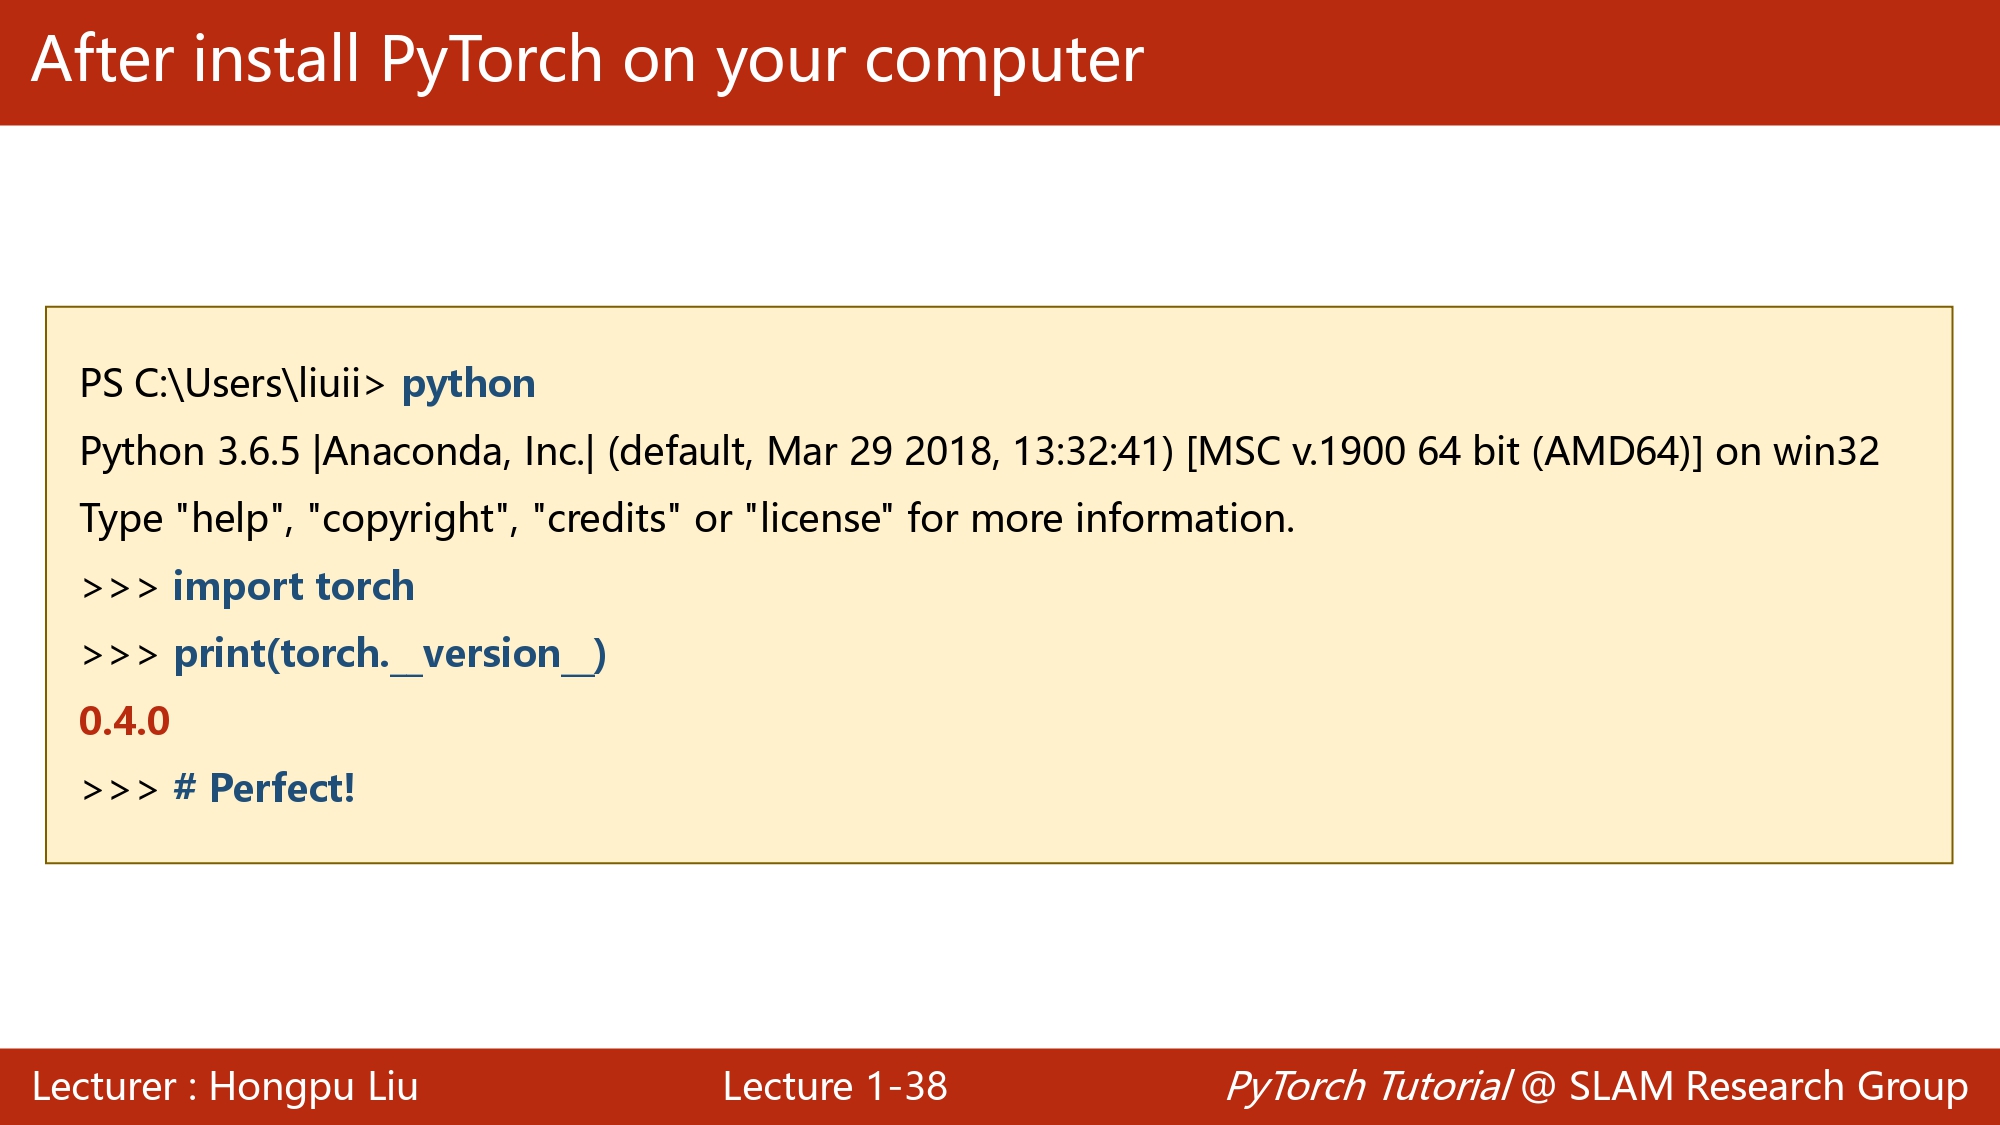 After install PyTorch on your computer
PS C:\Users\liuii> python
Python 3.6.5 |Anaconda, Inc.| (default, Mar 29 2018, 13:32:41) [MSC v.1900 64 bit (AMD64)] on win32
Type "help", "copyright", "credits" or "license" for more information.
>>> import torch
>>> print(torch.__version__)
0.4.0
>>> # Perfect!
Lecturer : Hongpu Liu
Lecture 1-38
PyTorch Tutorial @ SLAM Research Group